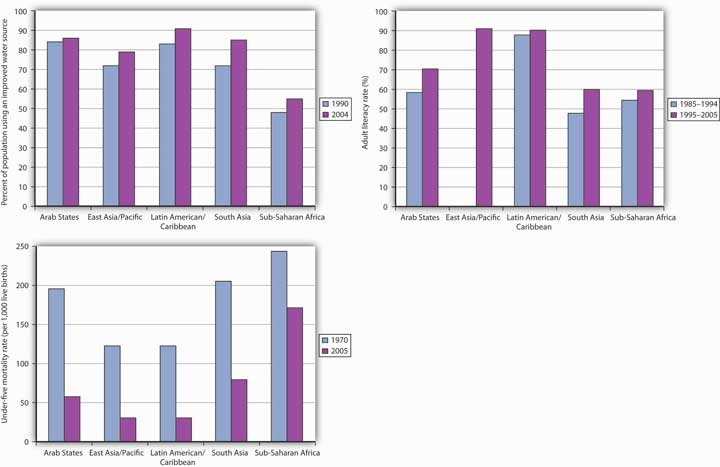 Percent of population using an improved water source
100
90
80
70
60
50
40
30
20
10
0
Arab States
East Asia/Pacific
Latin American/
Caribbean
South Asia
Sub-Saharan Africa
1990
2004
Adult literacy rate (%)
100
90
80
70
60
50
40
30
20
10
0
Arab States
East Asia/Pacific
Latin American/
Caribbean
South Asia
Sub-Saharan Africa
1985–1994
1995–2005
Under-five mortality rate (per 1,000 live births)
250
200
150
100
50
0
Arab States
East Asia/Pacific
Latin American/
Caribbean
South Asia
Sub-Saharan Africa
1970
2005